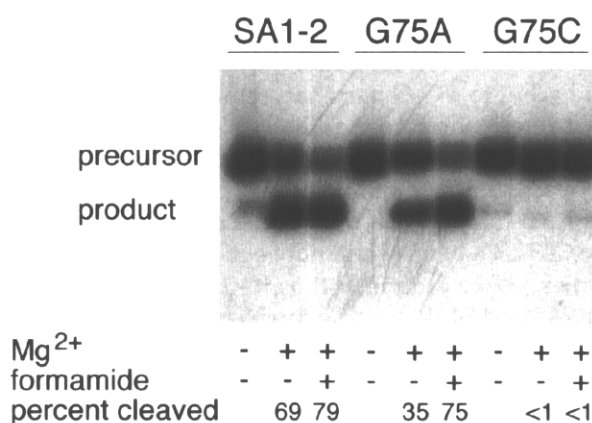 SA1-2 G75A G75C
precursor
product
Mg2+ - + + - + + - + +
formamide - - + - - + - - +
percent cleaved 69 79 35 75 <1 <1